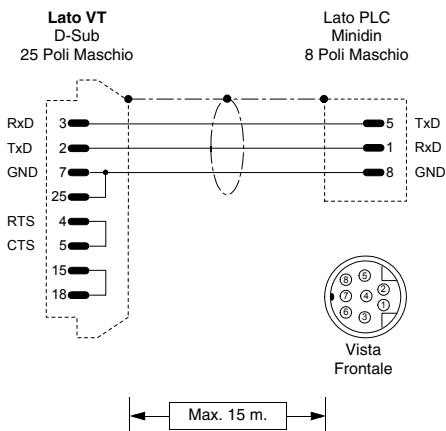 Lato VT
D-Sub
25 Poli Maschio
Lato PLC
Minidin
8 Poli Maschio
RxD 3 5 TxD
TxD 2 1 RxD
GND 7 8 GND
25
RTS 4
CTS 5
15
18
8 5 2
7 4 1
6 3
Vista
Frontale
Max. 15 m.